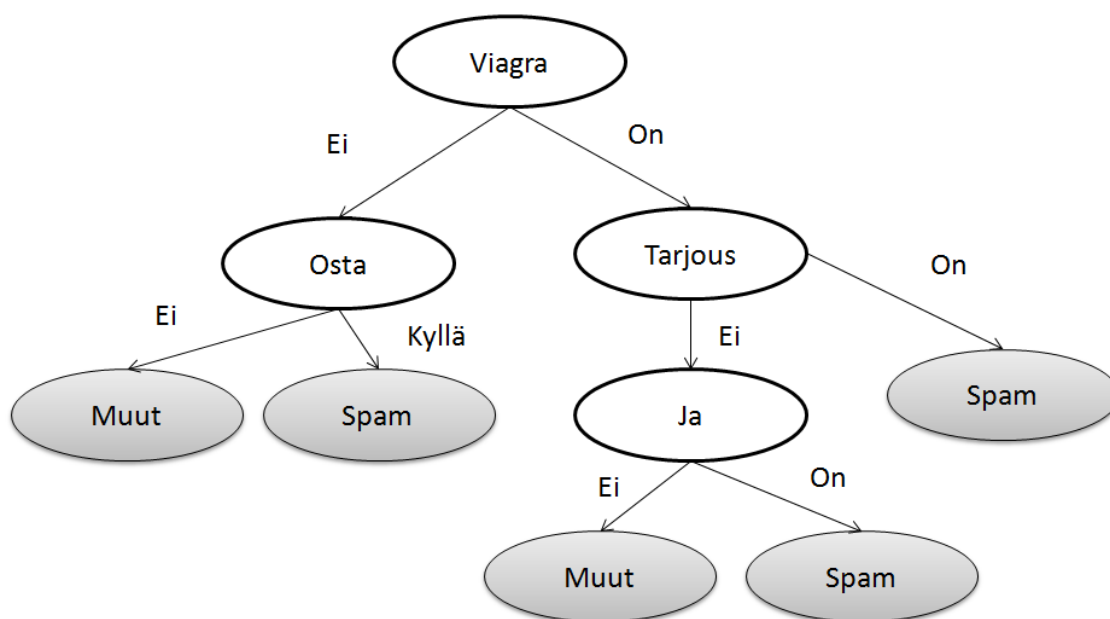 Viagra
Ei
On
Osta
Tarjous
On
Ei
Kyllä
Ei
Muut
Spam
Ja
Spam
Ei
On
Muut
Spam